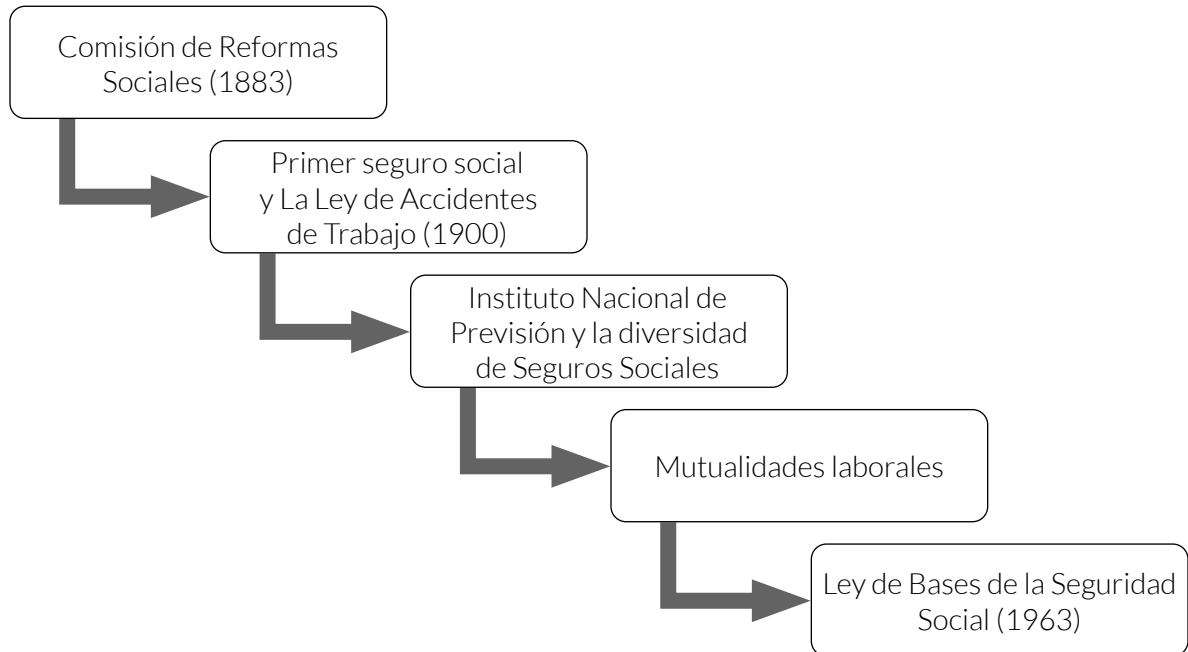 Comisión de Reformas
Sociales (1883)
Primer seguro social
y La Ley de Accidentes
de Trabajo (1900)
Instituto Nacional de
Previsión y la diversidad
de Seguros Sociales
Mutualidades laborales
Ley de Bases de la Seguridad
Social (1963)